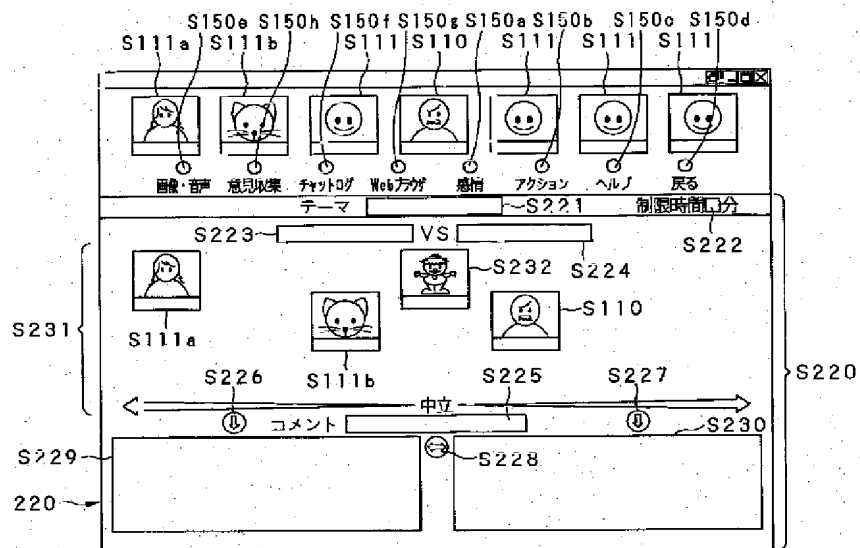 S150e S150h S150f S150g S150a S150b S150c S150d
S111a S111b S111 S110 S111 S111 S111
画像・音声 意見収集 チャットログ Webブラウザ 感情 アクション ヘルプ 戻る
テーマ S221 制限時間 分
S223 VS S222
S224
S232
S231 S111a S110
S111b S220
S226 S225 S227
中立
コメント S230
S229 S228
220